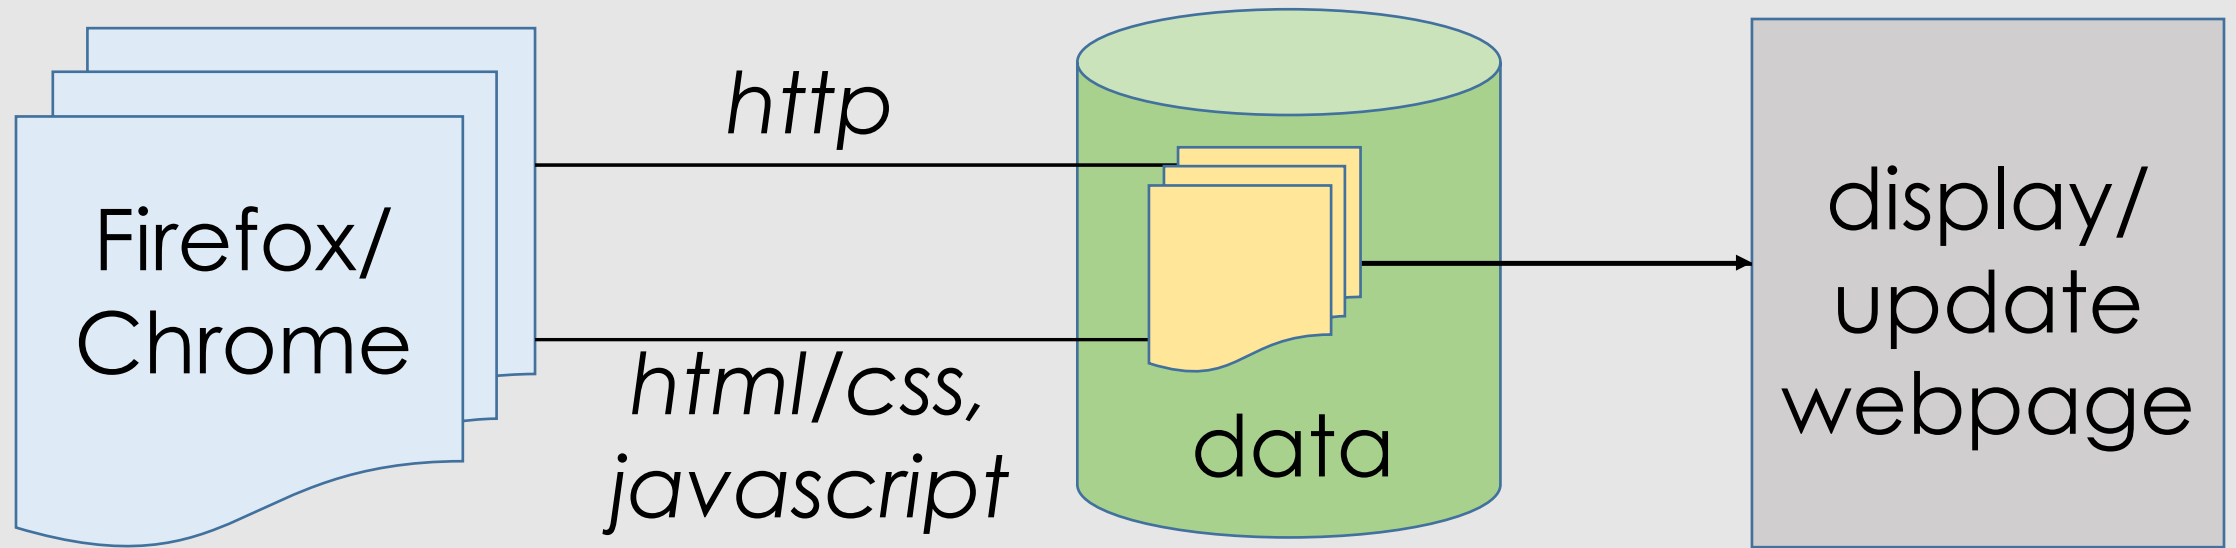 Firefox/
Chrome
http
html/css,
javascript
data
display/
update
webpage